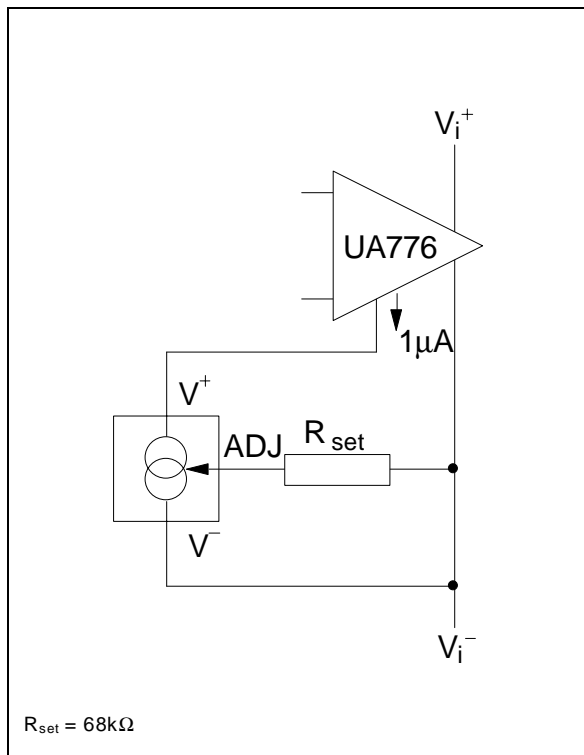 Vi+
UA776
1µA
V+
ADJ
Rset
V−
Vi−
Rset = 68kΩ